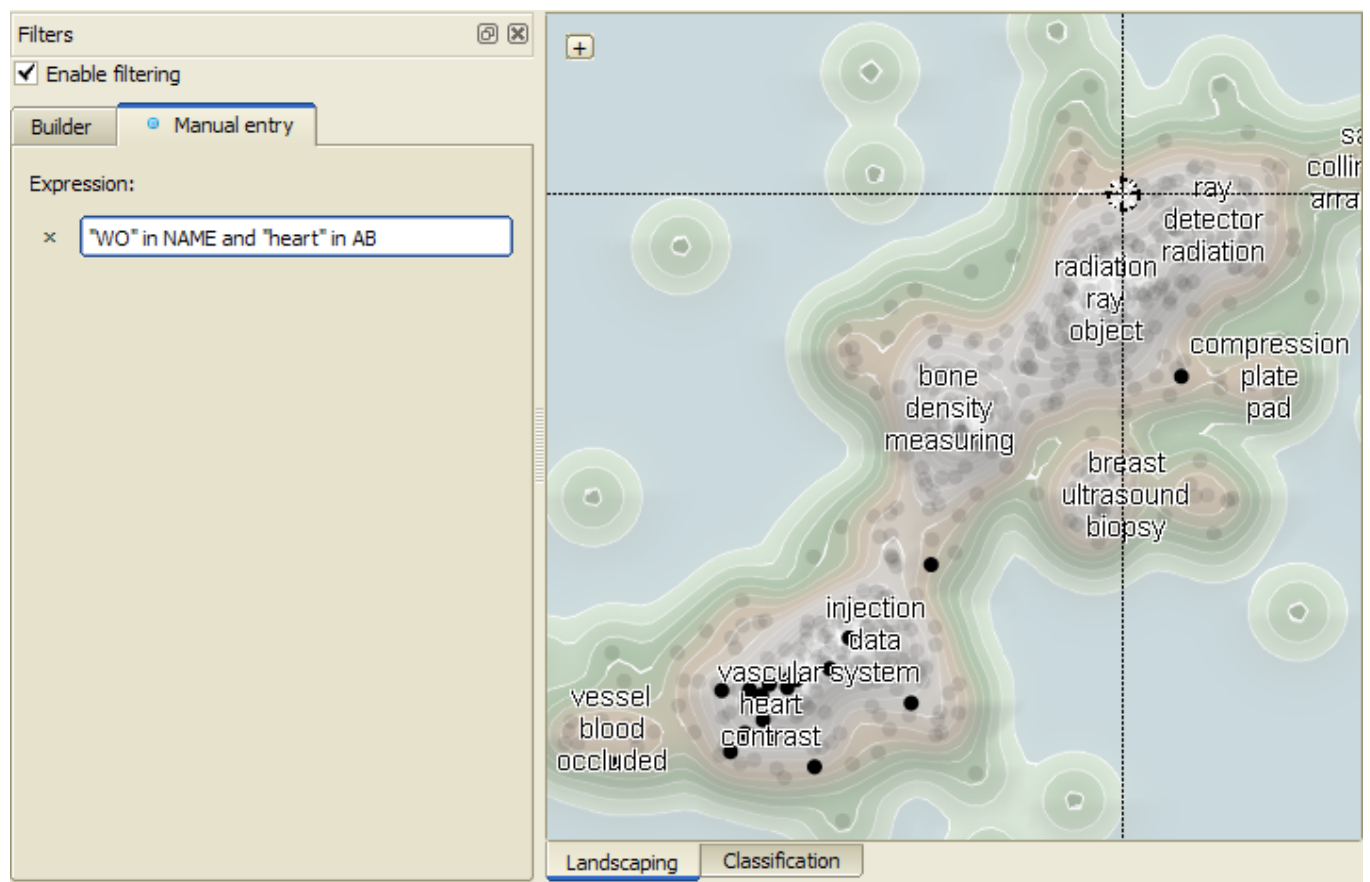 Filters
Enable filtering
Builder
Manual entry
Expression:
"WO" in NAME and "heart" in AB
+
ray
detector
radiation
radiation
ray
object
compression
plate
pad
bone
density
measuring
breast
ultrasound
biopsy
injection
data
system
vascular
heart
contrast
vessel
blood
occluded
Landscaping
Classification